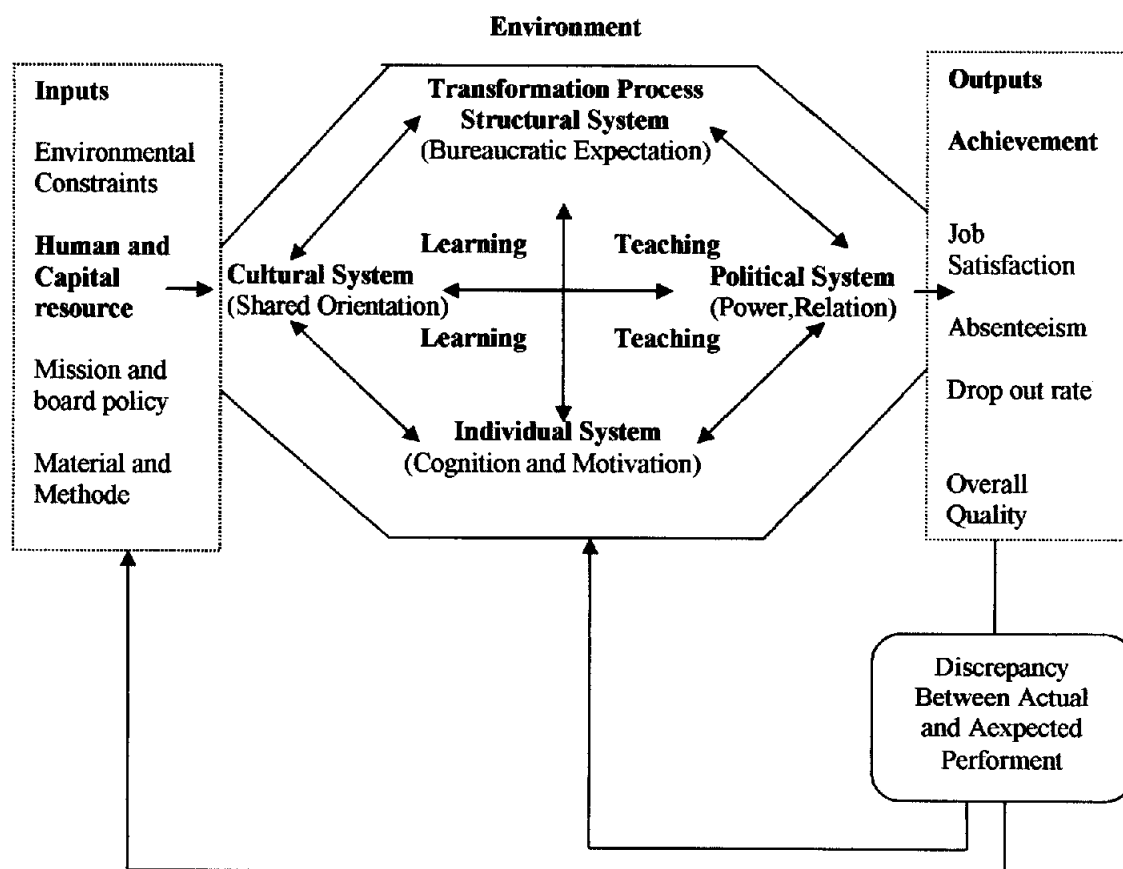 Environment
Inputs
Environmental
Constraints
Human and
Capital
resource
Mission and
board policy
Material and
Methode
Transformation Process
Structural System
(Bureaucratic Expectation)
Learning
Teaching
Cultural System
(Shared Orientation)
Political System
(Power,Relation)
Learning
Teaching
Individual System
(Cognition and Motivation)
Outputs
Achievement
Job
Satisfaction
Absenteeism
Drop out rate
Overall
Quality
Discrepancy
Between Actual
and Aexpected
Performent